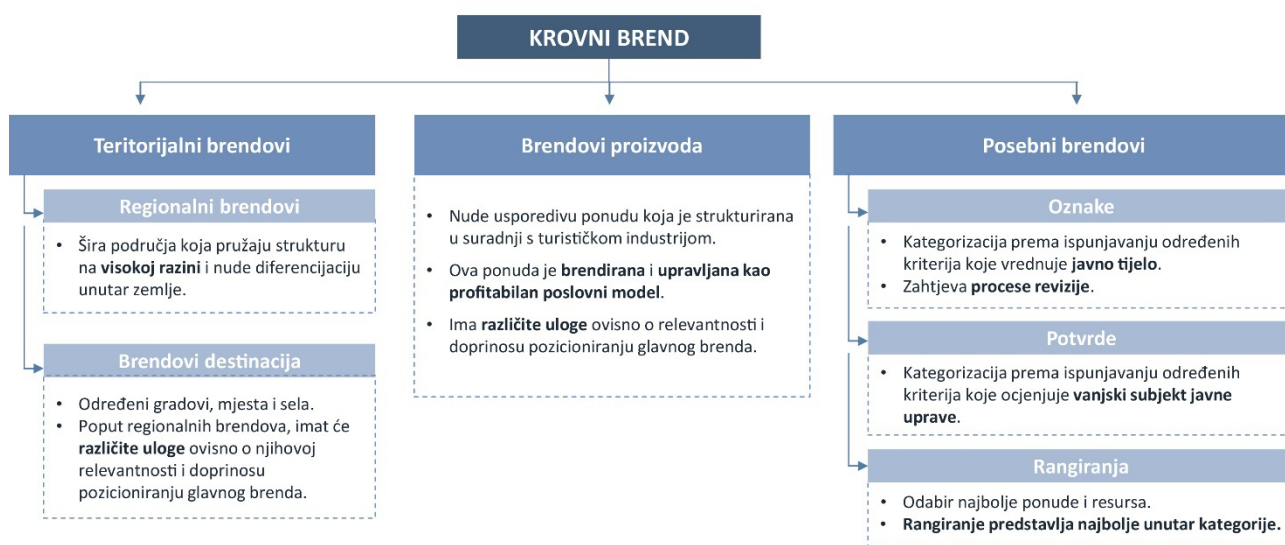 KROVNI BREND
Teritorijalni brendovi
Regionalni brendovi
• Šira područja koja pružaju strukturu
na visokoj razini i nude diferencijaciju
unutar zemlje.
Brendovi destinacija
• Određeni gradovi, mjesta i sela.
• Poput regionalnih brendova, imat će
različite uloge ovisno o njihovoj
relevantnosti i doprinosu
pozicioniranju glavnog brenda.
Brendovi proizvoda
• Nude usporedivu ponudu koja je strukturirana
u suradnji s turističkom industrijom.
• Ova ponuda je brendirana i upravljana kao
profitabilan poslovni model.
• Ima različite uloge ovisno o relevantnosti i
doprinosu pozicioniranju glavnog brenda.
Posebni brendovi
Oznake
• Kategorizacija prema ispunjavanju određenih
kriterija koje vrednuje javno tijelo.
• Zahtjeva procese revizije.
Potvrde
• Kategorizacija prema ispunjavanju određenih
kriterija koje ocjenjuje vanjski subjekt javne
uprave.
Rangiranja
• Odabir najbolje ponude i resursa.
• Rangiranje predstavlja najbolje unutar kategorije.